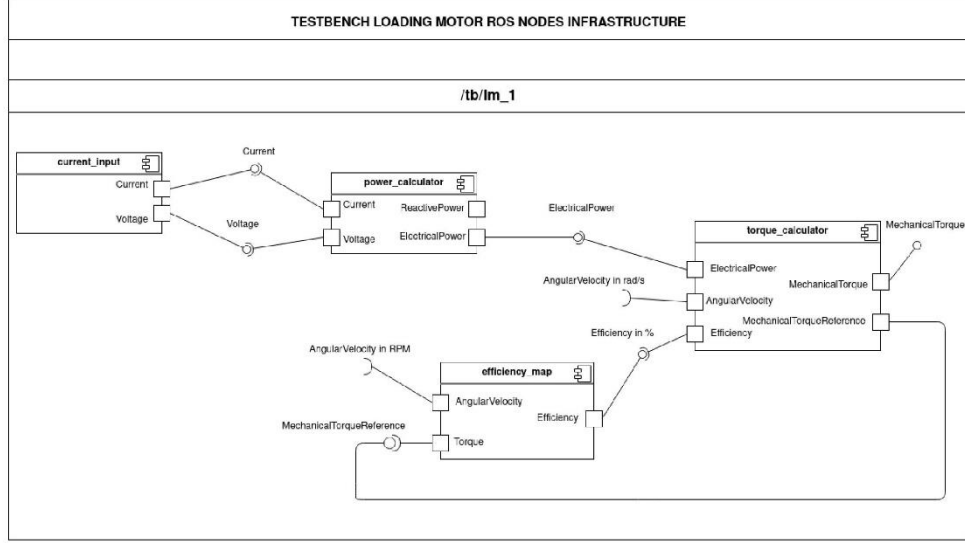 TESTBENCH LOADING MOTOR ROS NODES INFRASTRUCTURE
/tb/lm_1
current_input
Current
Voltage
Current
Voltage
power_calculator
Current
ReactivePower
Voltage
ElectricalPower
ElectricalPower
torque_calculator
MechanicalTorque
ElectricalPower
MechanicalTorque
AngularVelocity in rad/s
AngularVelocity
MechanicalTorqueReference
Efficiency in %
Efficiency
AngularVelocity in RPM
efficiency_map
AngularVelocity
Efficiency
MechanicalTorqueReference
Torque